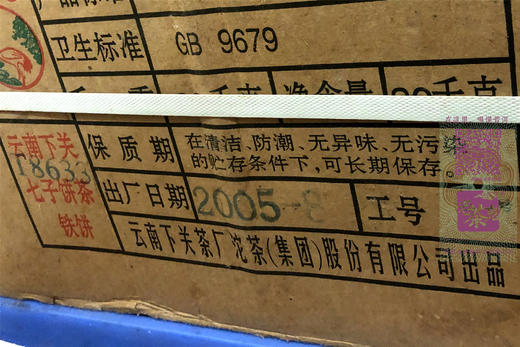 卫生标准 GB 9679
净含量
云南下关
18633
七子饼茶
铁饼
保质期 在清洁、防潮、无异味、无污染
的贮存条件下,可长期保存。
出厂日期 2005-8 工号
云南下关茶厂沱茶(集团)股份有限公司出品